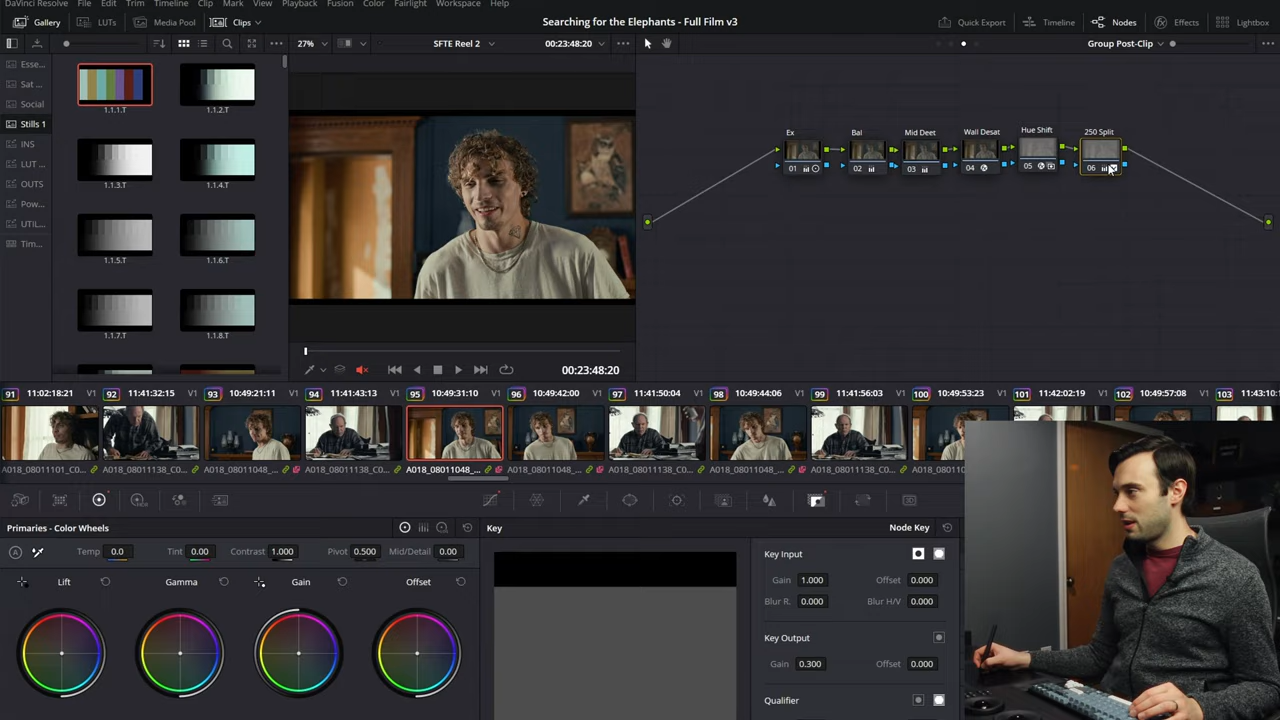 DaVinci Resolve File Edit Trim Timeline Clip Mark View Playback Fusion Color Fairlight Workspace Help
Gallery LUTs Media Pool Clips Searching for the Elephants - Full Film v3 Quick Export Timeline Nodes Effects Lightbox
27% SFTE Reel 2 00:23:48:20 Group Post-Clip
Esse...
Sat ...
Social
Stills 1
INS
LUT ...
OUTS
Pow...
UTIL...
Tim...
1.1.1.T 1.1.2.T
1.1.3.T 1.1.4.T
1.1.5.T 1.1.6.T
1.1.7.T 1.1.8.T
Ex Bal Mid Deet Wall Desat Hue Shift 250 Split
01 02 03 04 05 06
00:23:48:20
91 11:02:18:21 V1 92 11:41:32:15 V1 93 10:49:21:11 V1 94 11:41:43:13 V1 95 10:49:31:10 V1 96 10:49:42:00 V1 97 11:41:50:04 V1 98 10:49:44:06 V1 99 11:41:56:03 V1 100 10:49:53:23 V1 101 11:42:02:19 V1 102 10:49:57:08 V1 103 11:43:10:1
A018_08011101_C0... A018_08011138_C0... A018_08011048_... A018_08011138_C0... A018_08011048_... A018_08011048_... A018_08011138_C0... A018_08011048_... A018_08011138_C0... A018_08011048_...
Primaries - Color Wheels Key Node Key
Temp 0.0 Tint 0.00 Contrast 1.000 Pivot 0.500 Mid/Detail 0.00
Lift Gamma Gain Offset
Key Input
Gain 1.000 Offset 0.000
Blur R. 0.000 Blur H/V 0.000
Key Output
Gain 0.300 Offset 0.000
Qualifier